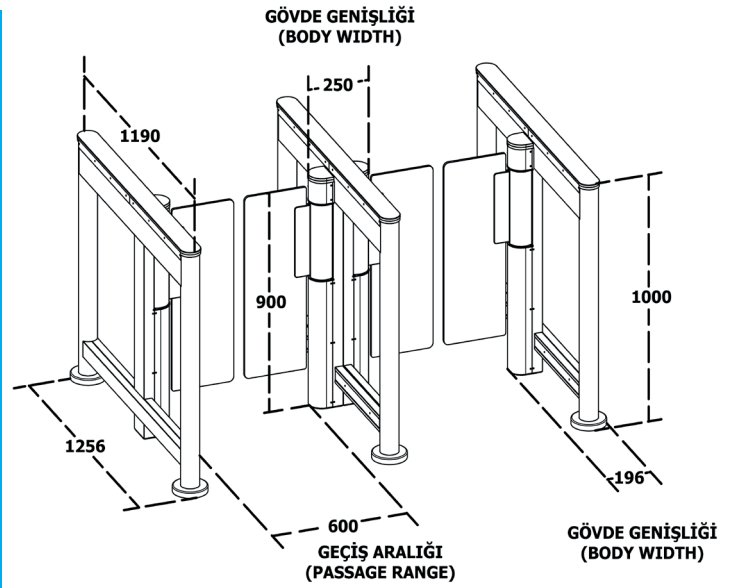 GÖVDE GENİŞLİĞİ
(BODY WIDTH)
250
1190
900
1000
1256
196
600
GEÇİŞ ARALIĞI
(PASSAGE RANGE)
GÖVDE GENİŞLİĞİ
(BODY WIDTH)